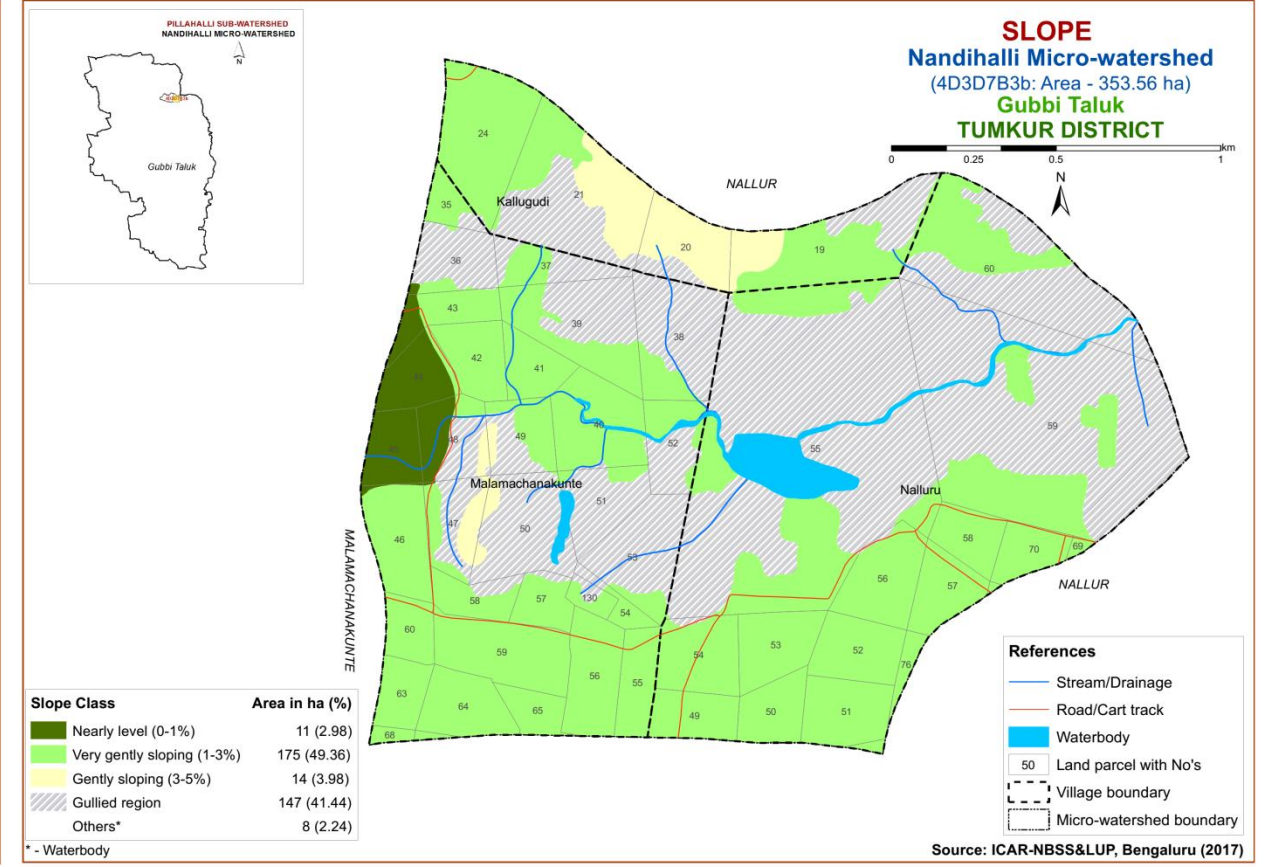 PILLAHALLI SUB-WATERSHED
NANDIHALLI MICRO-WATERSHED
N
Gubbi Taluk
SLOPE
Nandihalli Micro-watershed
(4D3D7B3b: Area - 353.56 ha)
Gubbi Taluk
TUMKUR DISTRICT
km
0 0.25 0.5 1
N
NALLUR
24
21
Kallugudi
35
20
19
60
36
37
43
39
38
42
41
40
59
48
49
52
55
Malamachanakunte
Nalluru
51
50
47
46
53
MALAMACHANAKUNTE
58
70
69
56
57
NALLUR
58
57
130
54
60
59
53
52
54
76
56
55
63
64
65
49
50
51
68
Slope Class Area in ha (%)
Nearly level (0-1%) 11 (2.98)
Very gently sloping (1-3%) 175 (49.36)
Gently sloping (3-5%) 14 (3.98)
Gullied region 147 (41.44)
Others* 8 (2.24)
* - Waterbody
References
Stream/Drainage
Road/Cart track
Waterbody
50 Land parcel with No's
Village boundary
Micro-watershed boundary
Source: ICAR-NBSS&LUP, Bengaluru (2017)